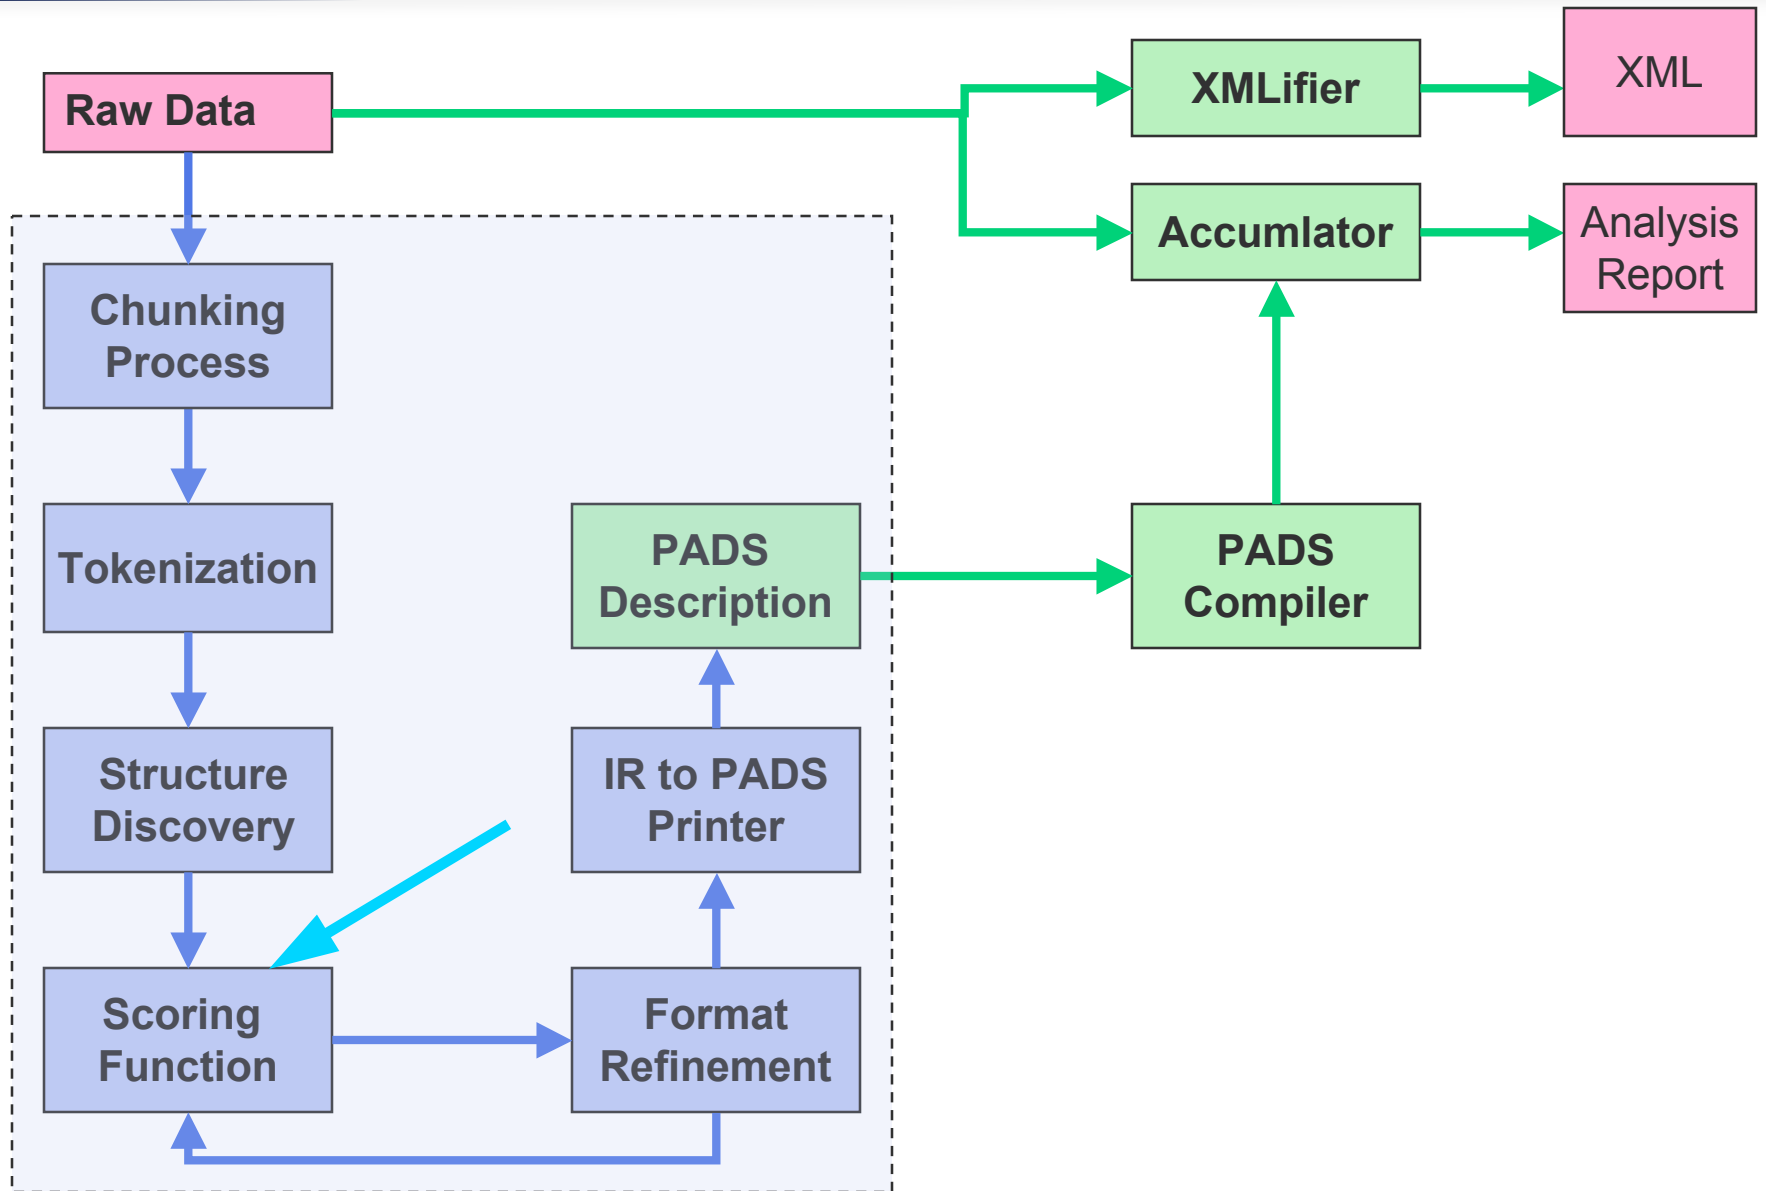 Raw Data
XMLifier
XML
Accumlator
Analysis
Report
Chunking
Process
Tokenization
PADS
Description
PADS
Compiler
Structure
Discovery
IR to PADS
Printer
Scoring
Function
Format
Refinement